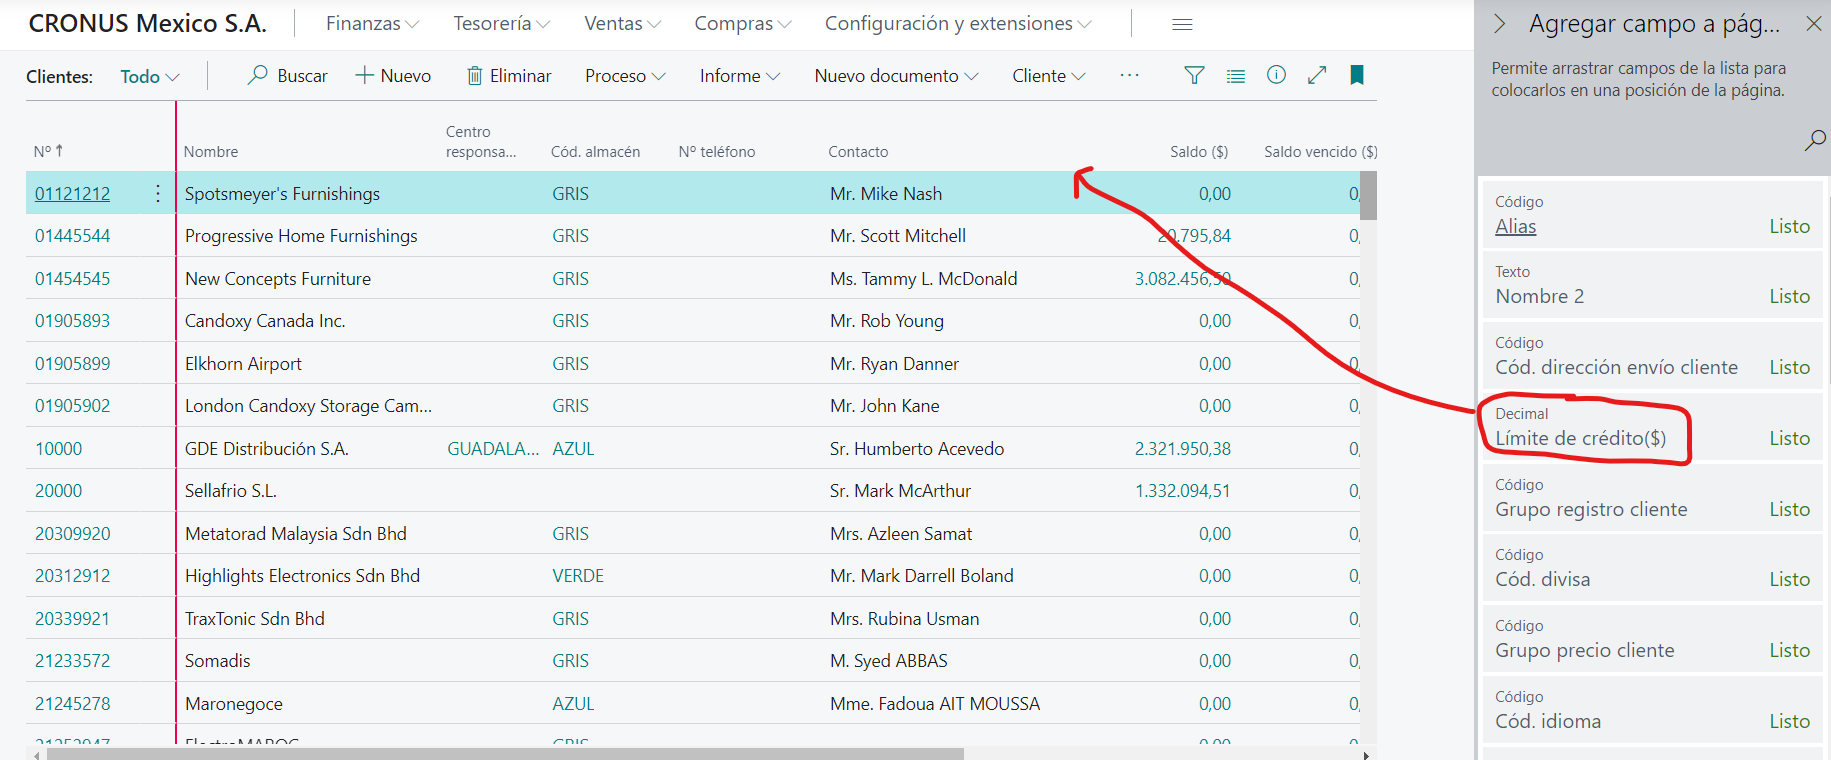 CRONUS Mexico S.A. Finanzas Tesorería Ventas Compras Configuración y extensiones
Clientes: Todo Buscar Nuevo Eliminar Proceso Informe Nuevo documento Cliente ...
Nº ↑ Nombre Centro responsa... Cód. almacén Nº teléfono Contacto Saldo ($) Saldo vencido ($)
01121212 Spotsmeyer's Furnishings GRIS Mr. Mike Nash 0,00 0,
01445544 Progressive Home Furnishings GRIS Mr. Scott Mitchell 20.795,84 0,
01454545 New Concepts Furniture GRIS Ms. Tammy L. McDonald 3.082.456,50 0,
01905893 Candoxy Canada Inc. GRIS Mr. Rob Young 0,00 0,
01905899 Elkhorn Airport GRIS Mr. Ryan Danner 0,00 0,
01905902 London Candoxy Storage Cam... GRIS Mr. John Kane 0,00 0,
10000 GDE Distribución S.A. GUADALA... AZUL Sr. Humberto Acevedo 2.321.950,38 0,
20000 Sellafrio S.L. Sr. Mark McArthur 1.332.094,51 0,
20309920 Metatorad Malaysia Sdn Bhd GRIS Mrs. Azleen Samat 0,00 0,
20312912 Highlights Electronics Sdn Bhd VERDE Mr. Mark Darrell Boland 0,00 0,
20339921 TraxTonic Sdn Bhd GRIS Mrs. Rubina Usman 0,00 0,
21233572 Somadis GRIS M. Syed ABBAS 0,00 0,
21245278 Maronegoce AZUL Mme. Fadoua AIT MOUSSA 0,00 0,
Agregar campo a pág...
Permite arrastrar campos de la lista para
colocarlos en una posición de la página.
Código
Alias Listo
Texto
Nombre 2 Listo
Código
Cód. dirección envío cliente Listo
Decimal
Límite de crédito($) Listo
Código
Grupo registro cliente Listo
Código
Cód. divisa Listo
Código
Grupo precio cliente Listo
Código
Cód. idioma Listo